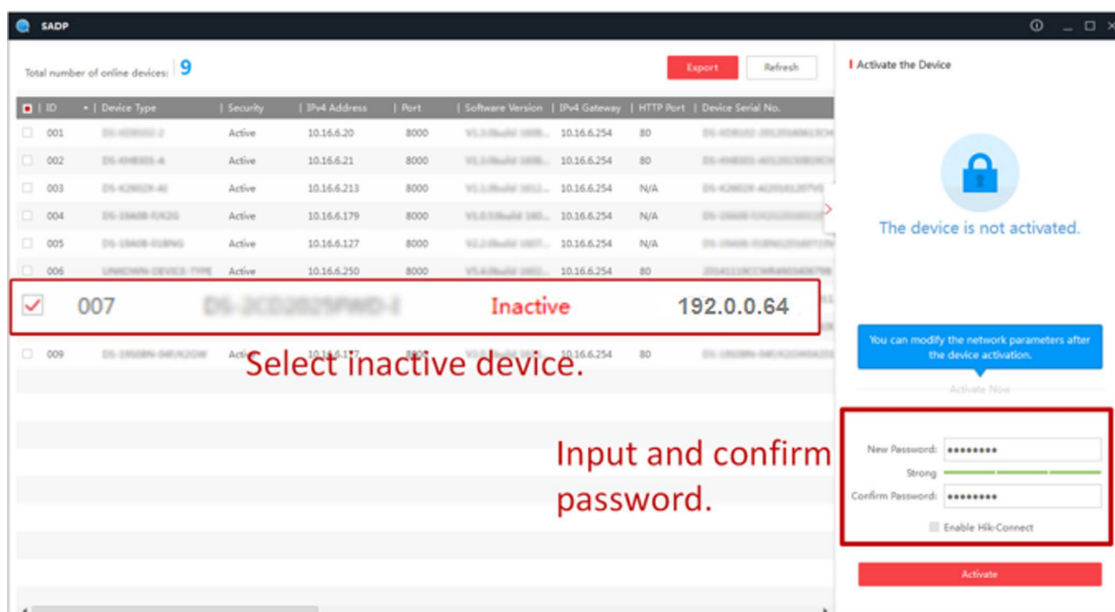 SADP
Total number of online devices: 9
Export
Refresh
ID | Device Type | Security | IPv4 Address | Port | Software Version | IPv4 Gateway | HTTP Port | Device Serial No.
001 Active 10.16.6.20 8000 10.16.6.254 80
002 Active 10.16.6.21 8000 10.16.6.254 80
003 Active 10.16.6.213 8000 10.16.6.254 N/A
004 Active 10.16.6.179 8000 10.16.6.254 N/A
005 Active 10.16.6.127 8000 10.16.6.254 N/A
006 UNKOWN-DEVICE-TYPE Active 10.16.6.250 8000 10.16.6.254 80
007 Inactive 192.0.0.64
009 10.16.6.254 80
Select inactive device.
Input and confirm
password.
Activate the Device
The device is not activated.
You can modify the network parameters after
the device activation.
Activate Now
New Password: ●●●●●●●●
Strong
Confirm Password: ●●●●●●●●
Enable Hik-Connect
Activate